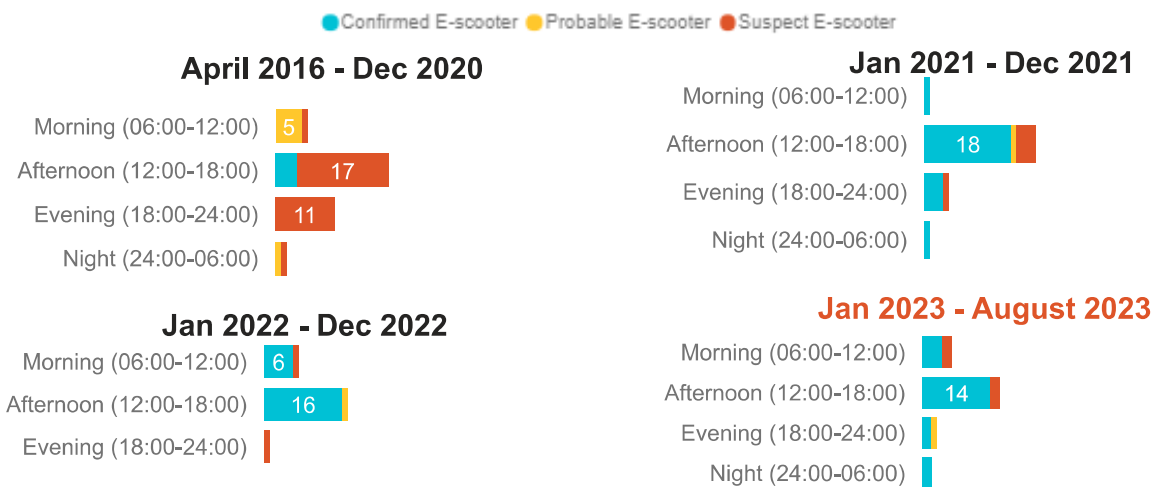 Confirmed E-scooter Probable E-scooter Suspect E-scooter
April 2016 - Dec 2020
Morning (06:00-12:00) 5
Afternoon (12:00-18:00) 17
Evening (18:00-24:00) 11
Night (24:00-06:00)
Jan 2021 - Dec 2021
Morning (06:00-12:00)
Afternoon (12:00-18:00) 18
Evening (18:00-24:00)
Night (24:00-06:00)
Jan 2022 - Dec 2022
Morning (06:00-12:00) 6
Afternoon (12:00-18:00) 16
Evening (18:00-24:00)
Jan 2023 - August 2023
Morning (06:00-12:00)
Afternoon (12:00-18:00) 14
Evening (18:00-24:00)
Night (24:00-06:00)